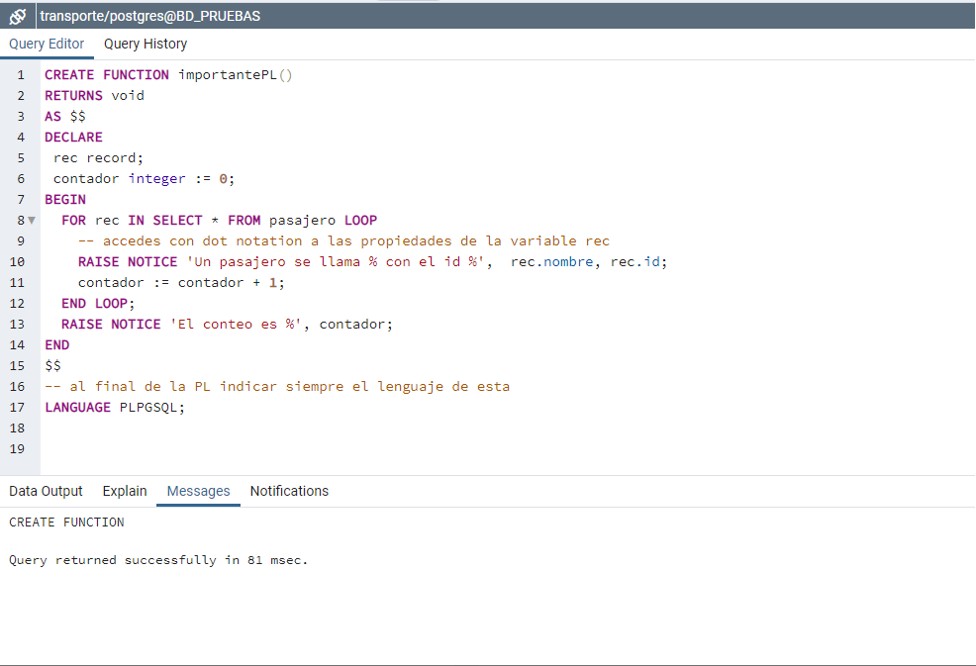 transporte/postgres@BD_PRUEBAS
Query Editor Query History
1 CREATE FUNCTION importantePL()
2 RETURNS void
3 AS $$
4 DECLARE
5 rec record;
6 contador integer := 0;
7 BEGIN
8 FOR rec IN SELECT * FROM pasajero LOOP
9 -- accedes con dot notation a las propiedades de la variable rec
10 RAISE NOTICE 'Un pasajero se llama % con el id %', rec.nombre, rec.id;
11 contador := contador + 1;
12 END LOOP;
13 RAISE NOTICE 'El conteo es %', contador;
14 END
15 $$
16 -- al final de la PL indicar siempre el lenguaje de esta
17 LANGUAGE PLPGSQL;
18
19
Data Output Explain Messages Notifications
CREATE FUNCTION
Query returned successfully in 81 msec.